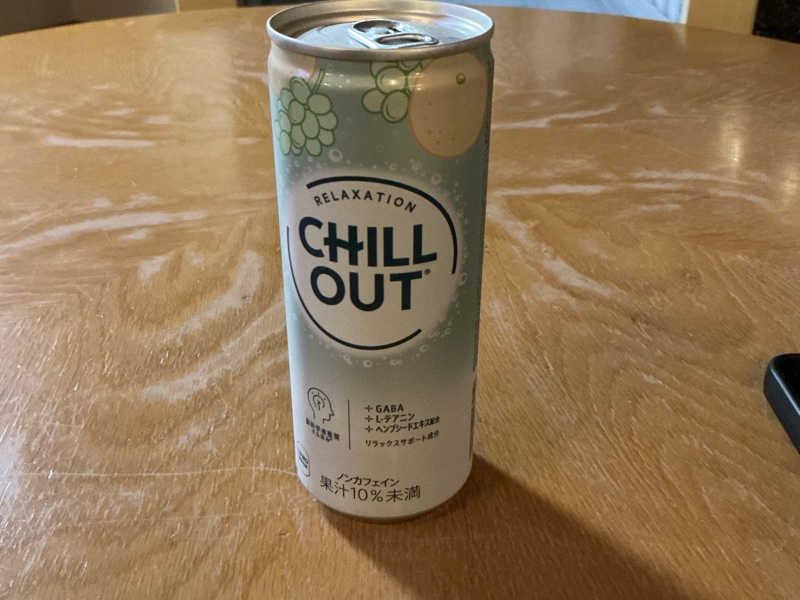 RELAXATION
CHILL
OUT®
+ GABA
+ L-テアニン
+ ヘンプシードエキス配合
リラックスサポート成分
ノンカフェイン
果汁10%未満